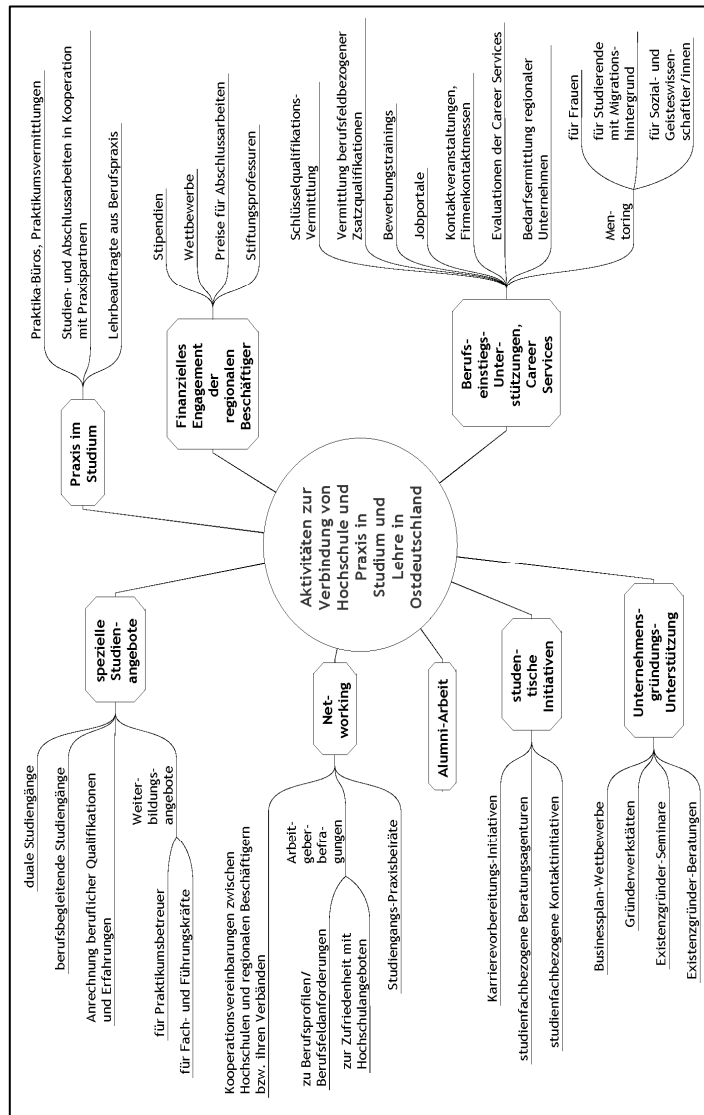 Aktivitäten zur
Verbindung von
Hochschule und
Praxis in
Studium und
Lehre in
Ostdeutschland
spezielle
Studien-
angebote
duale Studiengänge
berufsbegleitende Studiengänge
Anrechnung beruflicher Qualifikationen
und Erfahrungen
Weiter-
bildungs-
angebote
für Praktikumsbetreuer
für Fach- und Führungskräfte
Net-
working
Kooperationsvereinbarungen zwischen
Hochschulen und regionalen Beschäftigern
bzw. ihren Verbänden
Arbeit-
geber-
befra-
gungen
zu Berufsprofilen/
Berufsfeldanforderungen
zur Zufriedenheit mit
Hochschulangeboten
Studiengangs-Praxisbeiräte
Alumni-Arbeit
studen-
tische
Initiativen
Karrierevorbereitungs-Initiativen
studienfachbezogene Beratungsagenturen
studienfachbezogene Kontaktinitiativen
Unternehmens-
gründungs-
Unterstützung
Businessplan-Wettbewerbe
Gründerwerkstätten
Existenzgründer-Seminare
Existenzgründer-Beratungen
Praxis im
Studium
Praktika-Büros, Praktikumsvermittlungen
Studien- und Abschlussarbeiten in Kooperation
mit Praxispartnern
Lehrbeauftragte aus Berufspraxis
Finanzielles
Engagement
der
regionalen
Beschäftiger
Stipendien
Wettbewerbe
Preise für Abschlussarbeiten
Stiftungsprofessuren
Berufs-
einstiegs-
Unter-
stützungen,
Career
Services
Schlüsselqualifikations-
Vermittlung
Vermittlung berufsfeldbezogener
Zsatzqualifikationen
Bewerbungstrainings
Jobportale
Kontaktveranstaltungen,
Firmenkontaktmessen
Evaluationen der Career Services
Bedarfsermittlung regionaler
Unternehmen
Men-
toring
für Frauen
für Studierende
mit Migrations-
hintergrund
für Sozial- und
Geisteswissen-
schaftler/innen